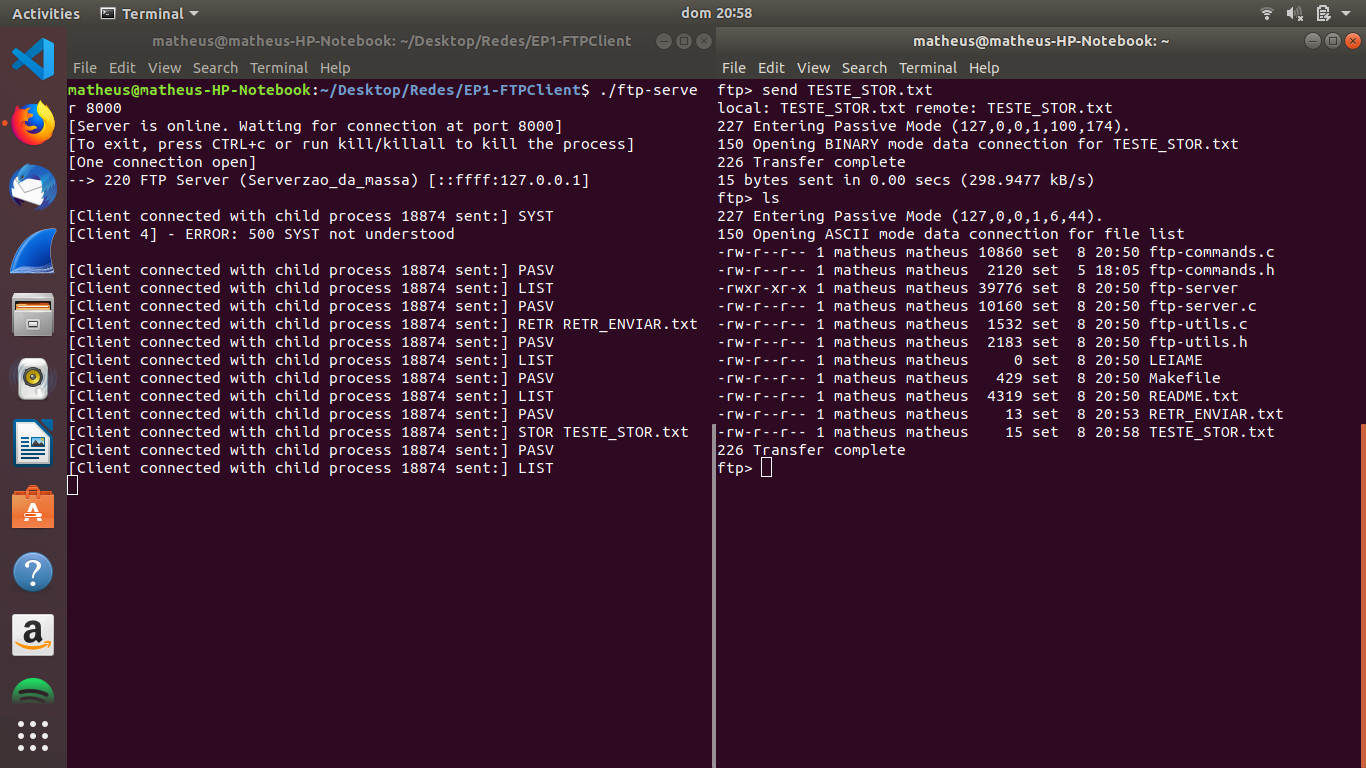 Activities Terminal dom 20:58
matheus@matheus-HP-Notebook: ~/Desktop/Redes/EP1-FTPClient
File Edit View Search Terminal Help
matheus@matheus-HP-Notebook:~/Desktop/Redes/EP1-FTPClient$ ./ftp-serve
r 8000
[Server is online. Waiting for connection at port 8000]
[To exit, press CTRL+c or run kill/killall to kill the process]
[One connection open]
--> 220 FTP Server (Serverzao_da_massa) [::ffff:127.0.0.1]
[Client connected with child process 18874 sent:] SYST
[Client 4] - ERROR: 500 SYST not understood
[Client connected with child process 18874 sent:] PASV
[Client connected with child process 18874 sent:] LIST
[Client connected with child process 18874 sent:] PASV
[Client connected with child process 18874 sent:] RETR RETR_ENVIAR.txt
[Client connected with child process 18874 sent:] PASV
[Client connected with child process 18874 sent:] LIST
[Client connected with child process 18874 sent:] PASV
[Client connected with child process 18874 sent:] LIST
[Client connected with child process 18874 sent:] PASV
[Client connected with child process 18874 sent:] STOR TESTE_STOR.txt
[Client connected with child process 18874 sent:] PASV
[Client connected with child process 18874 sent:] LIST
matheus@matheus-HP-Notebook: ~
File Edit View Search Terminal Help
ftp> send TESTE_STOR.txt
local: TESTE_STOR.txt remote: TESTE_STOR.txt
227 Entering Passive Mode (127,0,0,1,100,174).
150 Opening BINARY mode data connection for TESTE_STOR.txt
226 Transfer complete
15 bytes sent in 0.00 secs (298.9477 kB/s)
ftp> ls
227 Entering Passive Mode (127,0,0,1,6,44).
150 Opening ASCII mode data connection for file list
-rw-r--r-- 1 matheus matheus 10860 set  8 20:50 ftp-commands.c
-rw-r--r-- 1 matheus matheus  2120 set  5 18:05 ftp-commands.h
-rwxr-xr-x 1 matheus matheus 39776 set  8 20:50 ftp-server
-rw-r--r-- 1 matheus matheus 10160 set  8 20:50 ftp-server.c
-rw-r--r-- 1 matheus matheus  1532 set  8 20:50 ftp-utils.c
-rw-r--r-- 1 matheus matheus  2183 set  8 20:50 ftp-utils.h
-rw-r--r-- 1 matheus matheus     0 set  8 20:50 LEIAME
-rw-r--r-- 1 matheus matheus   429 set  8 20:50 Makefile
-rw-r--r-- 1 matheus matheus  4319 set  8 20:50 README.txt
-rw-r--r-- 1 matheus matheus    13 set  8 20:53 RETR_ENVIAR.txt
-rw-r--r-- 1 matheus matheus    15 set  8 20:58 TESTE_STOR.txt
226 Transfer complete
ftp>